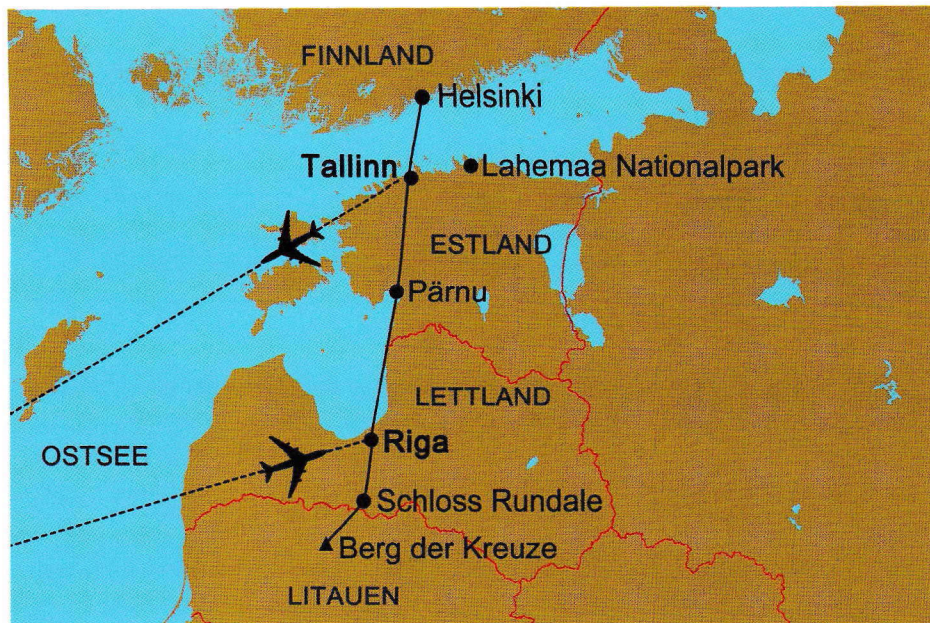 FINNLAND
Helsinki
Tallinn
Lahemaa Nationalpark
ESTLAND
Pärnu
LETTLAND
Riga
OSTSEE
Schloss Rundale
Berg der Kreuze
LITAUEN